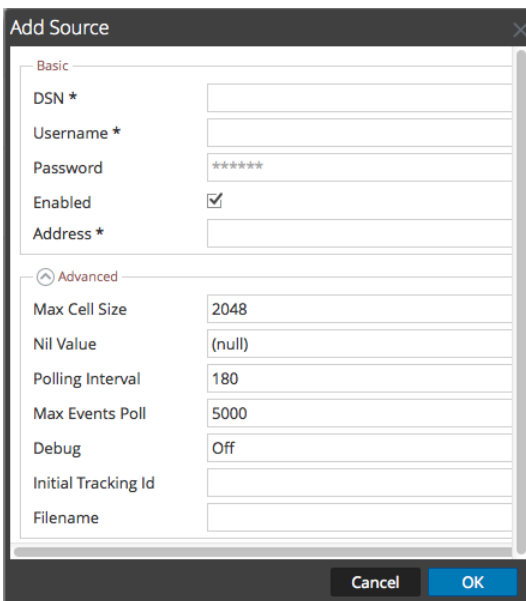 Add Source
Basic
DSN *
Username *
Password ******
Enabled
Address *
Advanced
Max Cell Size 2048
Nil Value (null)
Polling Interval 180
Max Events Poll 5000
Debug Off
Initial Tracking Id
Filename
Cancel OK